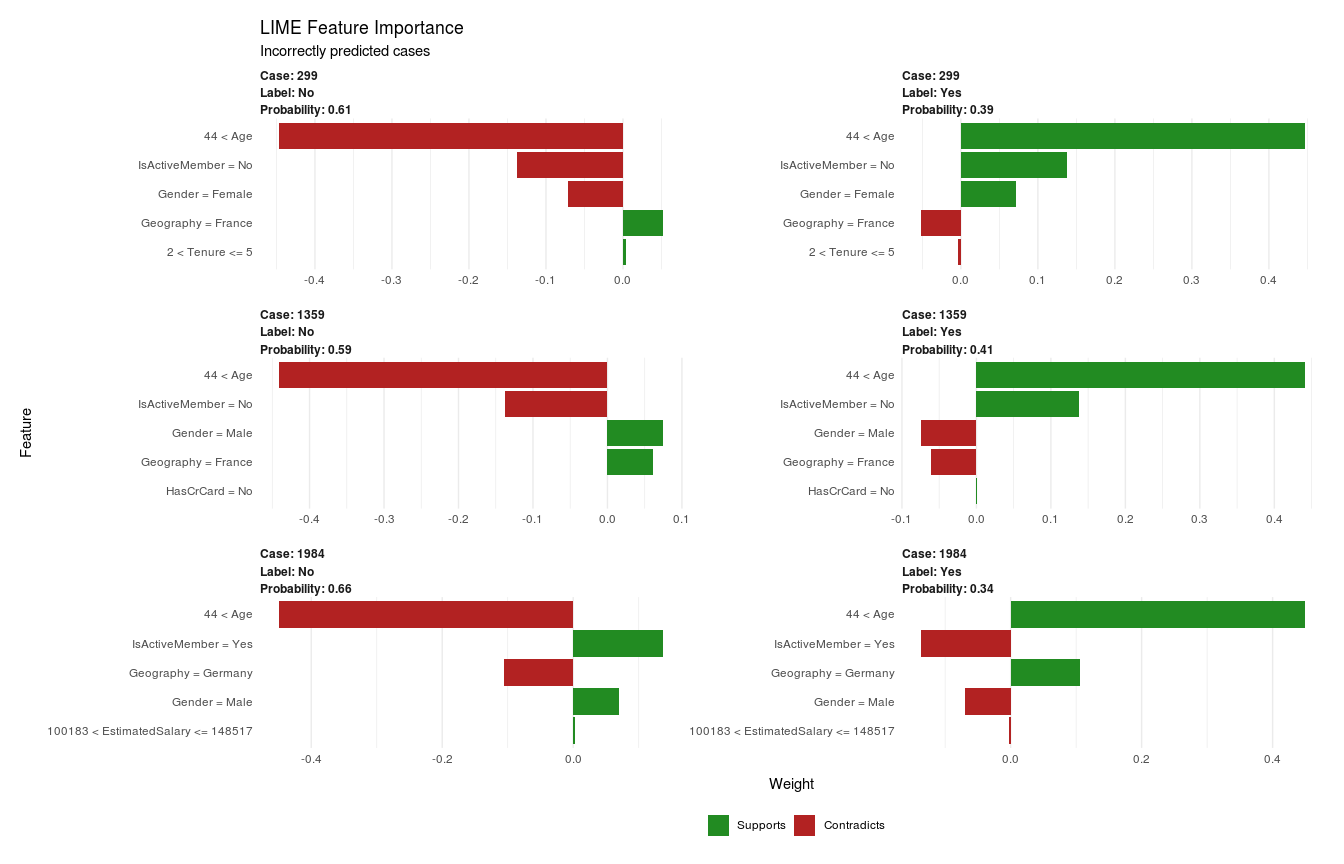 LIME Feature Importance
Incorrectly predicted cases
Case: 299
Label: No
Probability: 0.61
44 < Age
IsActiveMember = No
Gender = Female
Geography = France
2 < Tenure <= 5
-0.4 -0.3 -0.2 -0.1 0.0
Case: 299
Label: Yes
Probability: 0.39
44 < Age
IsActiveMember = No
Gender = Female
Geography = France
2 < Tenure <= 5
0.0 0.1 0.2 0.3 0.4
Case: 1359
Label: No
Probability: 0.59
44 < Age
IsActiveMember = No
Gender = Male
Geography = France
HasCrCard = No
-0.4 -0.3 -0.2 -0.1 0.0 0.1
Case: 1359
Label: Yes
Probability: 0.41
44 < Age
IsActiveMember = No
Gender = Male
Geography = France
HasCrCard = No
-0.1 0.0 0.1 0.2 0.3 0.4
Case: 1984
Label: No
Probability: 0.66
44 < Age
IsActiveMember = Yes
Geography = Germany
Gender = Male
100183 < EstimatedSalary <= 148517
-0.4 -0.2 0.0
Case: 1984
Label: Yes
Probability: 0.34
44 < Age
IsActiveMember = Yes
Geography = Germany
Gender = Male
100183 < EstimatedSalary <= 148517
0.0 0.2 0.4
Feature
Weight
Supports Contradicts